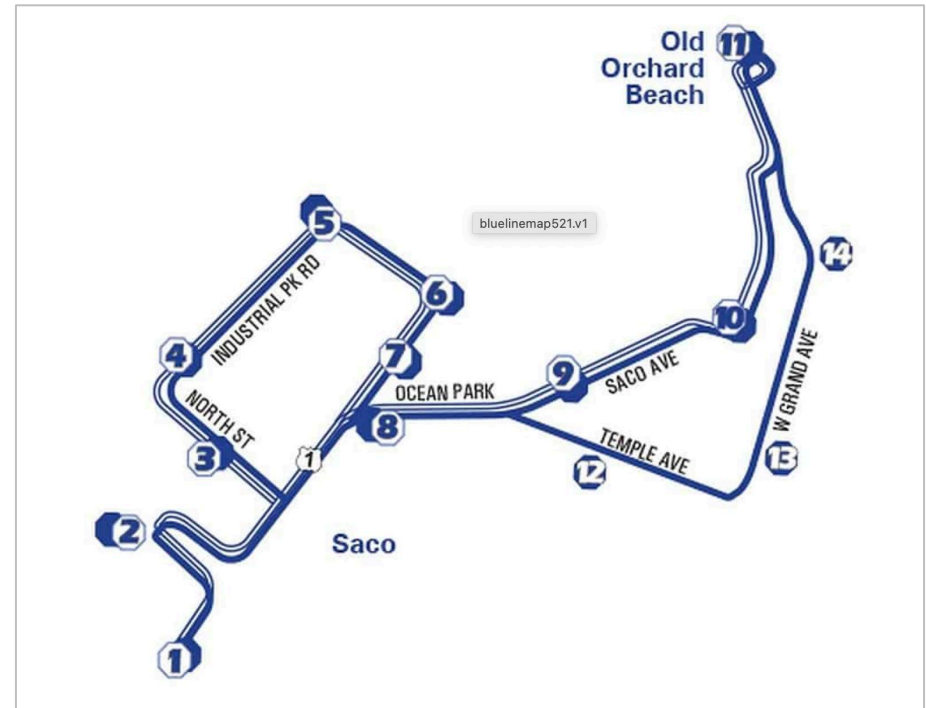 Old
Orchard
Beach
11
bluelinemap521.v1
5
INDUSTRIAL PK RD
14
6
10
4
7
9
SACO AVE
W GRAND AVE
OCEAN PARK
NORTH ST
8
TEMPLE AVE
3
1
12
13
2
Saco
1